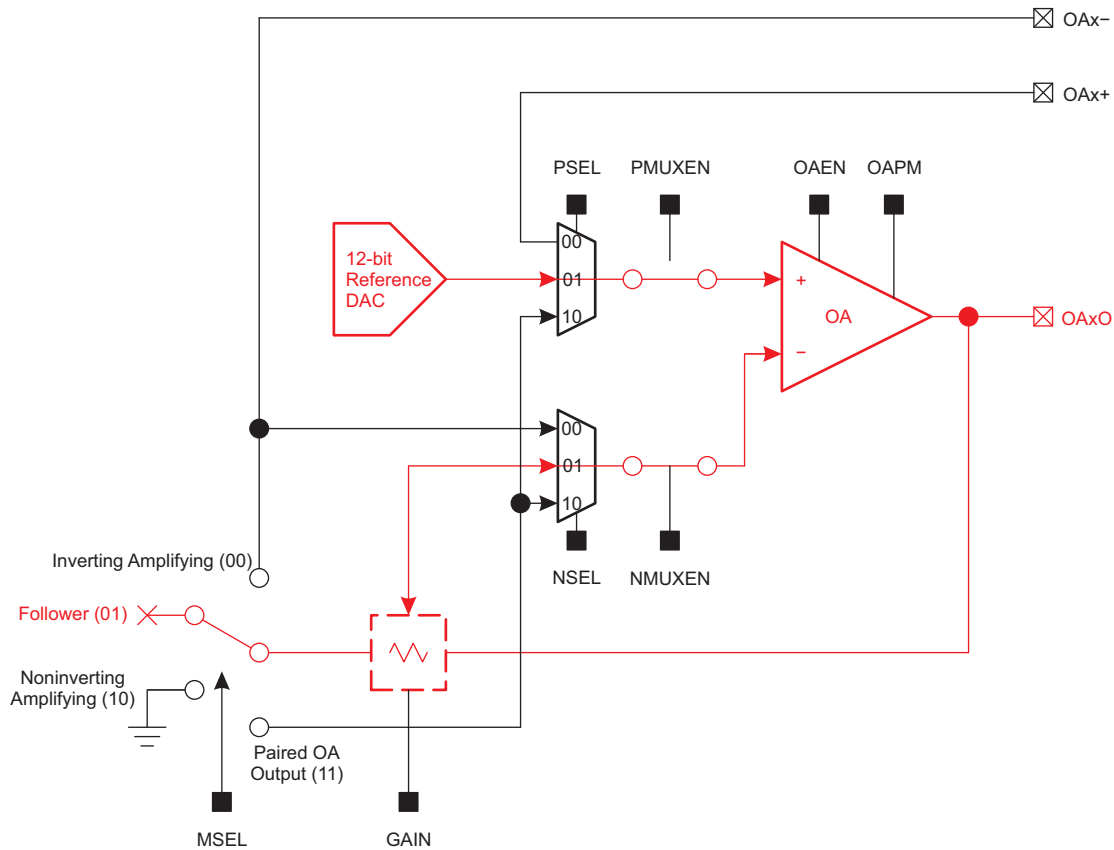 OAx−
OAx+
PSEL
PMUXEN
OAEN
OAPM
00
12-bit
Reference
DAC
01
+
10
OA
OAxO
−
00
01
10
Inverting Amplifying (00)
NSEL
NMUXEN
Follower (01)
Noninverting
Amplifying (10)
Paired OA
Output (11)
MSEL
GAIN